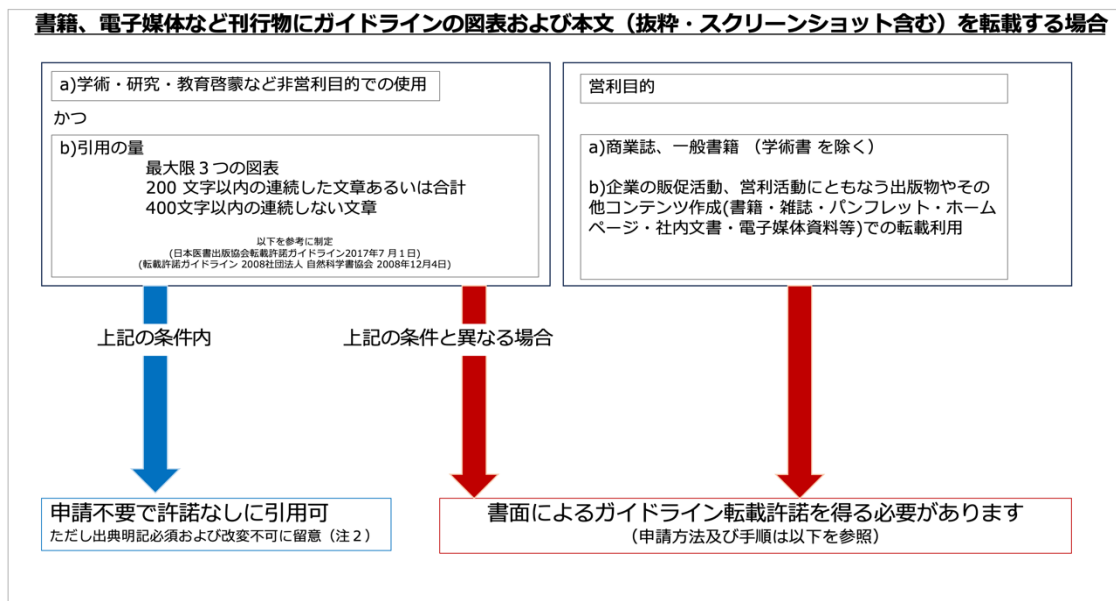 書籍、電子媒体など刊行物にガイドラインの図表および本文（抜粋・スクリーンショット含む）を転載する場合
a)学術・研究・教育啓蒙など非営利目的での使用
かつ
b)引用の量
最大限３つの図表
200 文字以内の連続した文章あるいは合計
400文字以内の連続しない文章
以下を参考に制定
(日本医書出版協会転載許諾ガイドライン2017年7月1日)
(転載許諾ガイドライン 2008社団法人 自然科学書協会 2008年12月4日)
営利目的
a)商業誌、一般書籍 （学術書 を除く）
b)企業の販促活動、営利活動にともなう出版物やその
他コンテンツ作成(書籍・雑誌・パンフレット・ホーム
ページ・社内文書・電子媒体資料等)での転載利用
上記の条件内
上記の条件と異なる場合
申請不要で許諾なしに引用可
ただし出典明記必須および改変不可に留意（注２）
書面によるガイドライン転載許諾を得る必要があります
（申請方法及び手順は以下を参照）